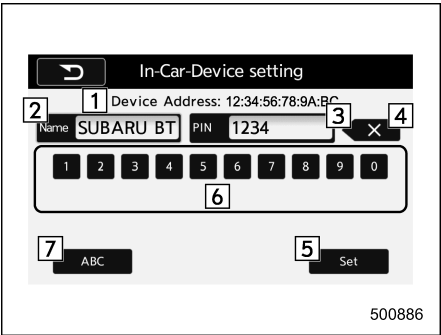 In-Car-Device setting
1 Device Address: 12:34:56:78:9A:BC
2 3 4
Name SUBARU BT PIN 1234
1 2 3 4 5 6 7 8 9 0
6
7 5
ABC Set
500886